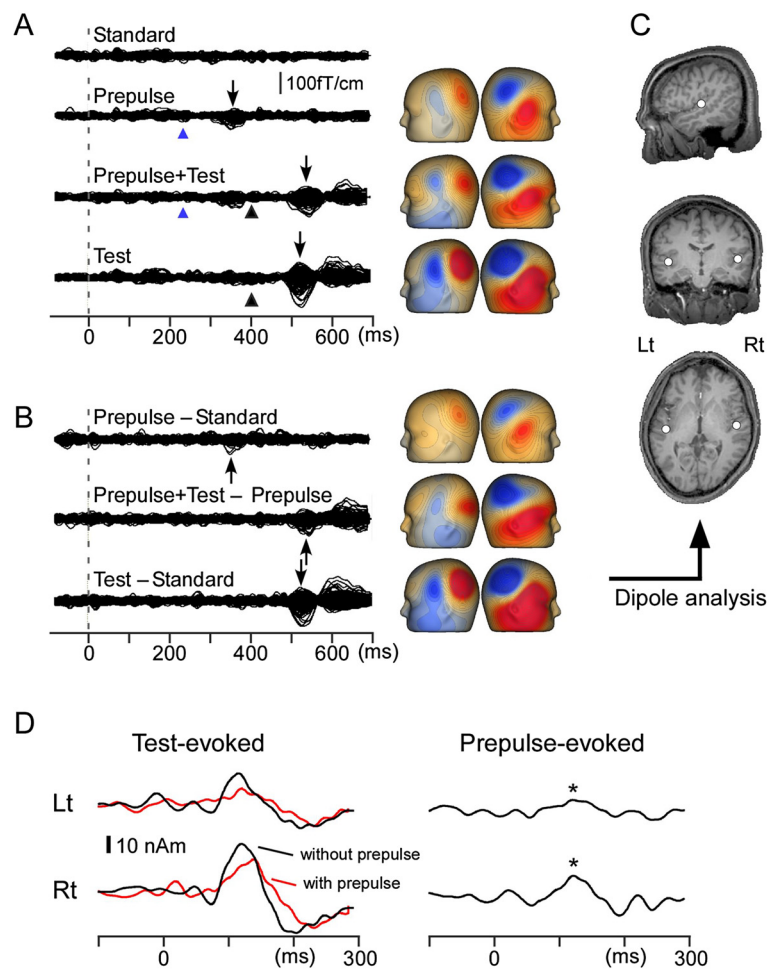 A
Standard
100fT/cm
Prepulse
Prepulse+Test
Test
0 200 400 600 (ms)
B
Prepulse – Standard
Prepulse+Test – Prepulse
Test – Standard
0 200 400 600 (ms)
C
Lt Rt
Dipole analysis
D
Test-evoked Prepulse-evoked
Lt
*
10 nAm
without prepulse
*
Rt
with prepulse
0 (ms) 300 0 (ms) 300